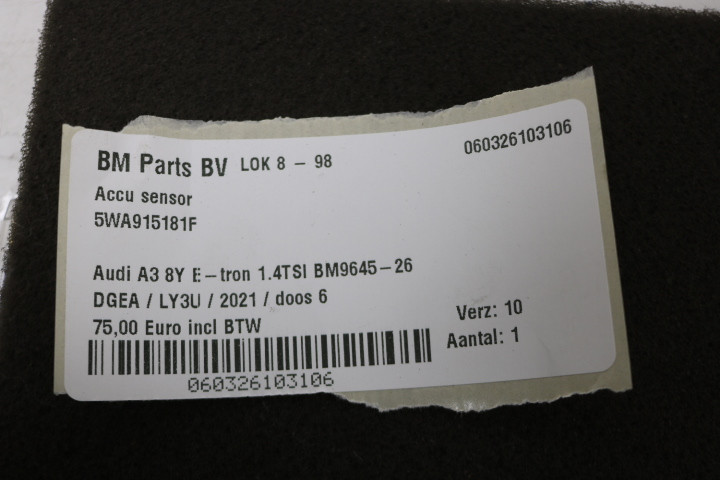 BM Parts BV LOK 8 - 98
060326103106
Accu sensor
5WA915181F
Audi A3 8Y E-tron 1.4TSI BM9645-26
DGEA / LY3U / 2021 / doos 6
75,00 Euro incl BTW
Verz: 10
Aantal: 1
060326103106